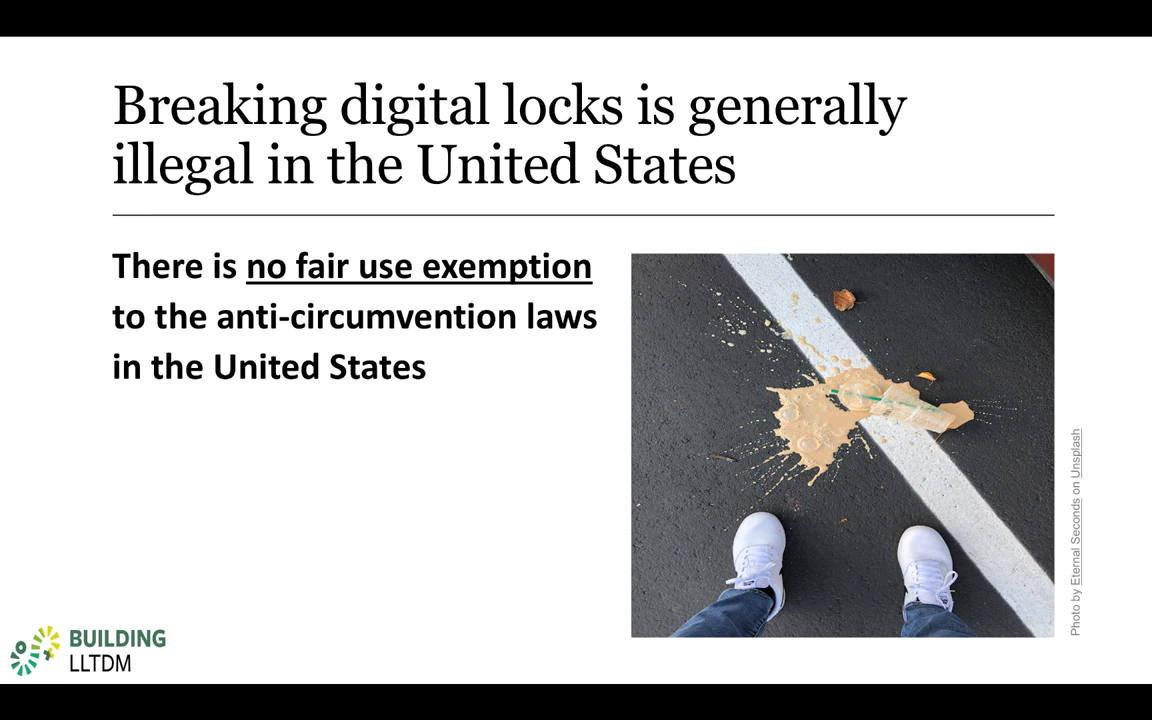 Breaking digital locks is generally
illegal in the United States
There is no fair use exemption
to the anti-circumvention laws
in the United States
Photo by Eternal Seconds on Unsplash
BUILDING
LLTDM